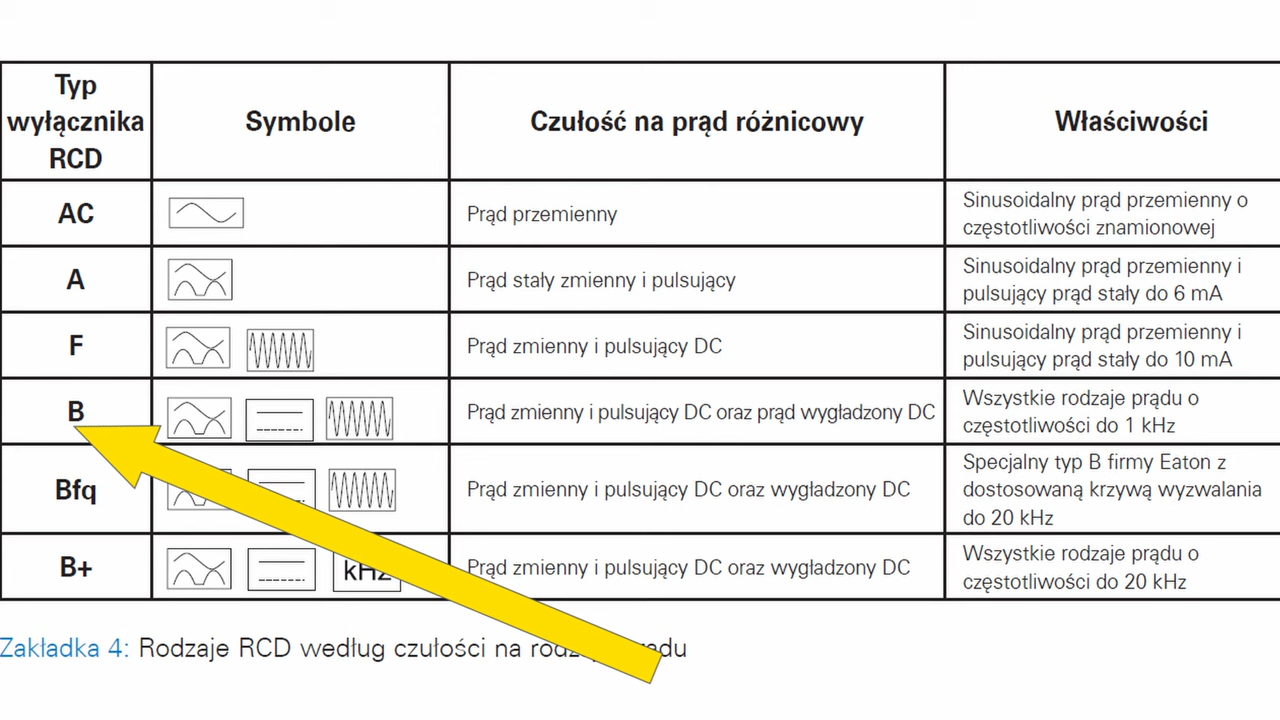 Typ
wyłącznika
RCD
Symbole
Czułość na prąd różnicowy
Właściwości
AC
Prąd przemienny
Sinusoidalny prąd przemienny o
częstotliwości znamionowej
A
Prąd stały zmienny i pulsujący
Sinusoidalny prąd przemienny i
pulsujący prąd stały do 6 mA
F
Prąd zmienny i pulsujący DC
Sinusoidalny prąd przemienny i
pulsujący prąd stały do 10 mA
B
Prąd zmienny i pulsujący DC oraz prąd wygładzony DC
Wszystkie rodzaje prądu o
częstotliwości do 1 kHz
Bfq
Prąd zmienny i pulsujący DC oraz wygładzony DC
Specjalny typ B firmy Eaton z
dostosowaną krzywą wyzwalania
do 20 kHz
B+
kHz
Prąd zmienny i pulsujący DC oraz wygładzony DC
Wszystkie rodzaje prądu o
częstotliwości do 20 kHz
Zakładka 4: Rodzaje RCD według czułości na